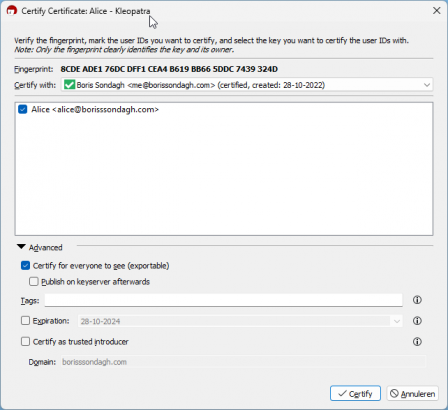 Certify Certificate: Alice - Kleopatra
Verify the fingerprint, mark the user IDs you want to certify, and select the key you want to certify the user IDs with.
Note: Only the fingerprint clearly identifies the key and its owner.
Fingerprint: 8CDE ADE1 76DC DFF1 CEA4 B619 BB66 5DDC 7439 324D
Certify with: Boris Sondagh <me@borissondagh.com> (certified, created: 28-10-2022)
Alice <alice@borisssondagh.com>
Advanced
Certify for everyone to see (exportable)
Publish on keyserver afterwards
Tags:
Expiration: 28-10-2024
Certify as trusted introducer
Domain: borisssondagh.com
Certify Annuleren